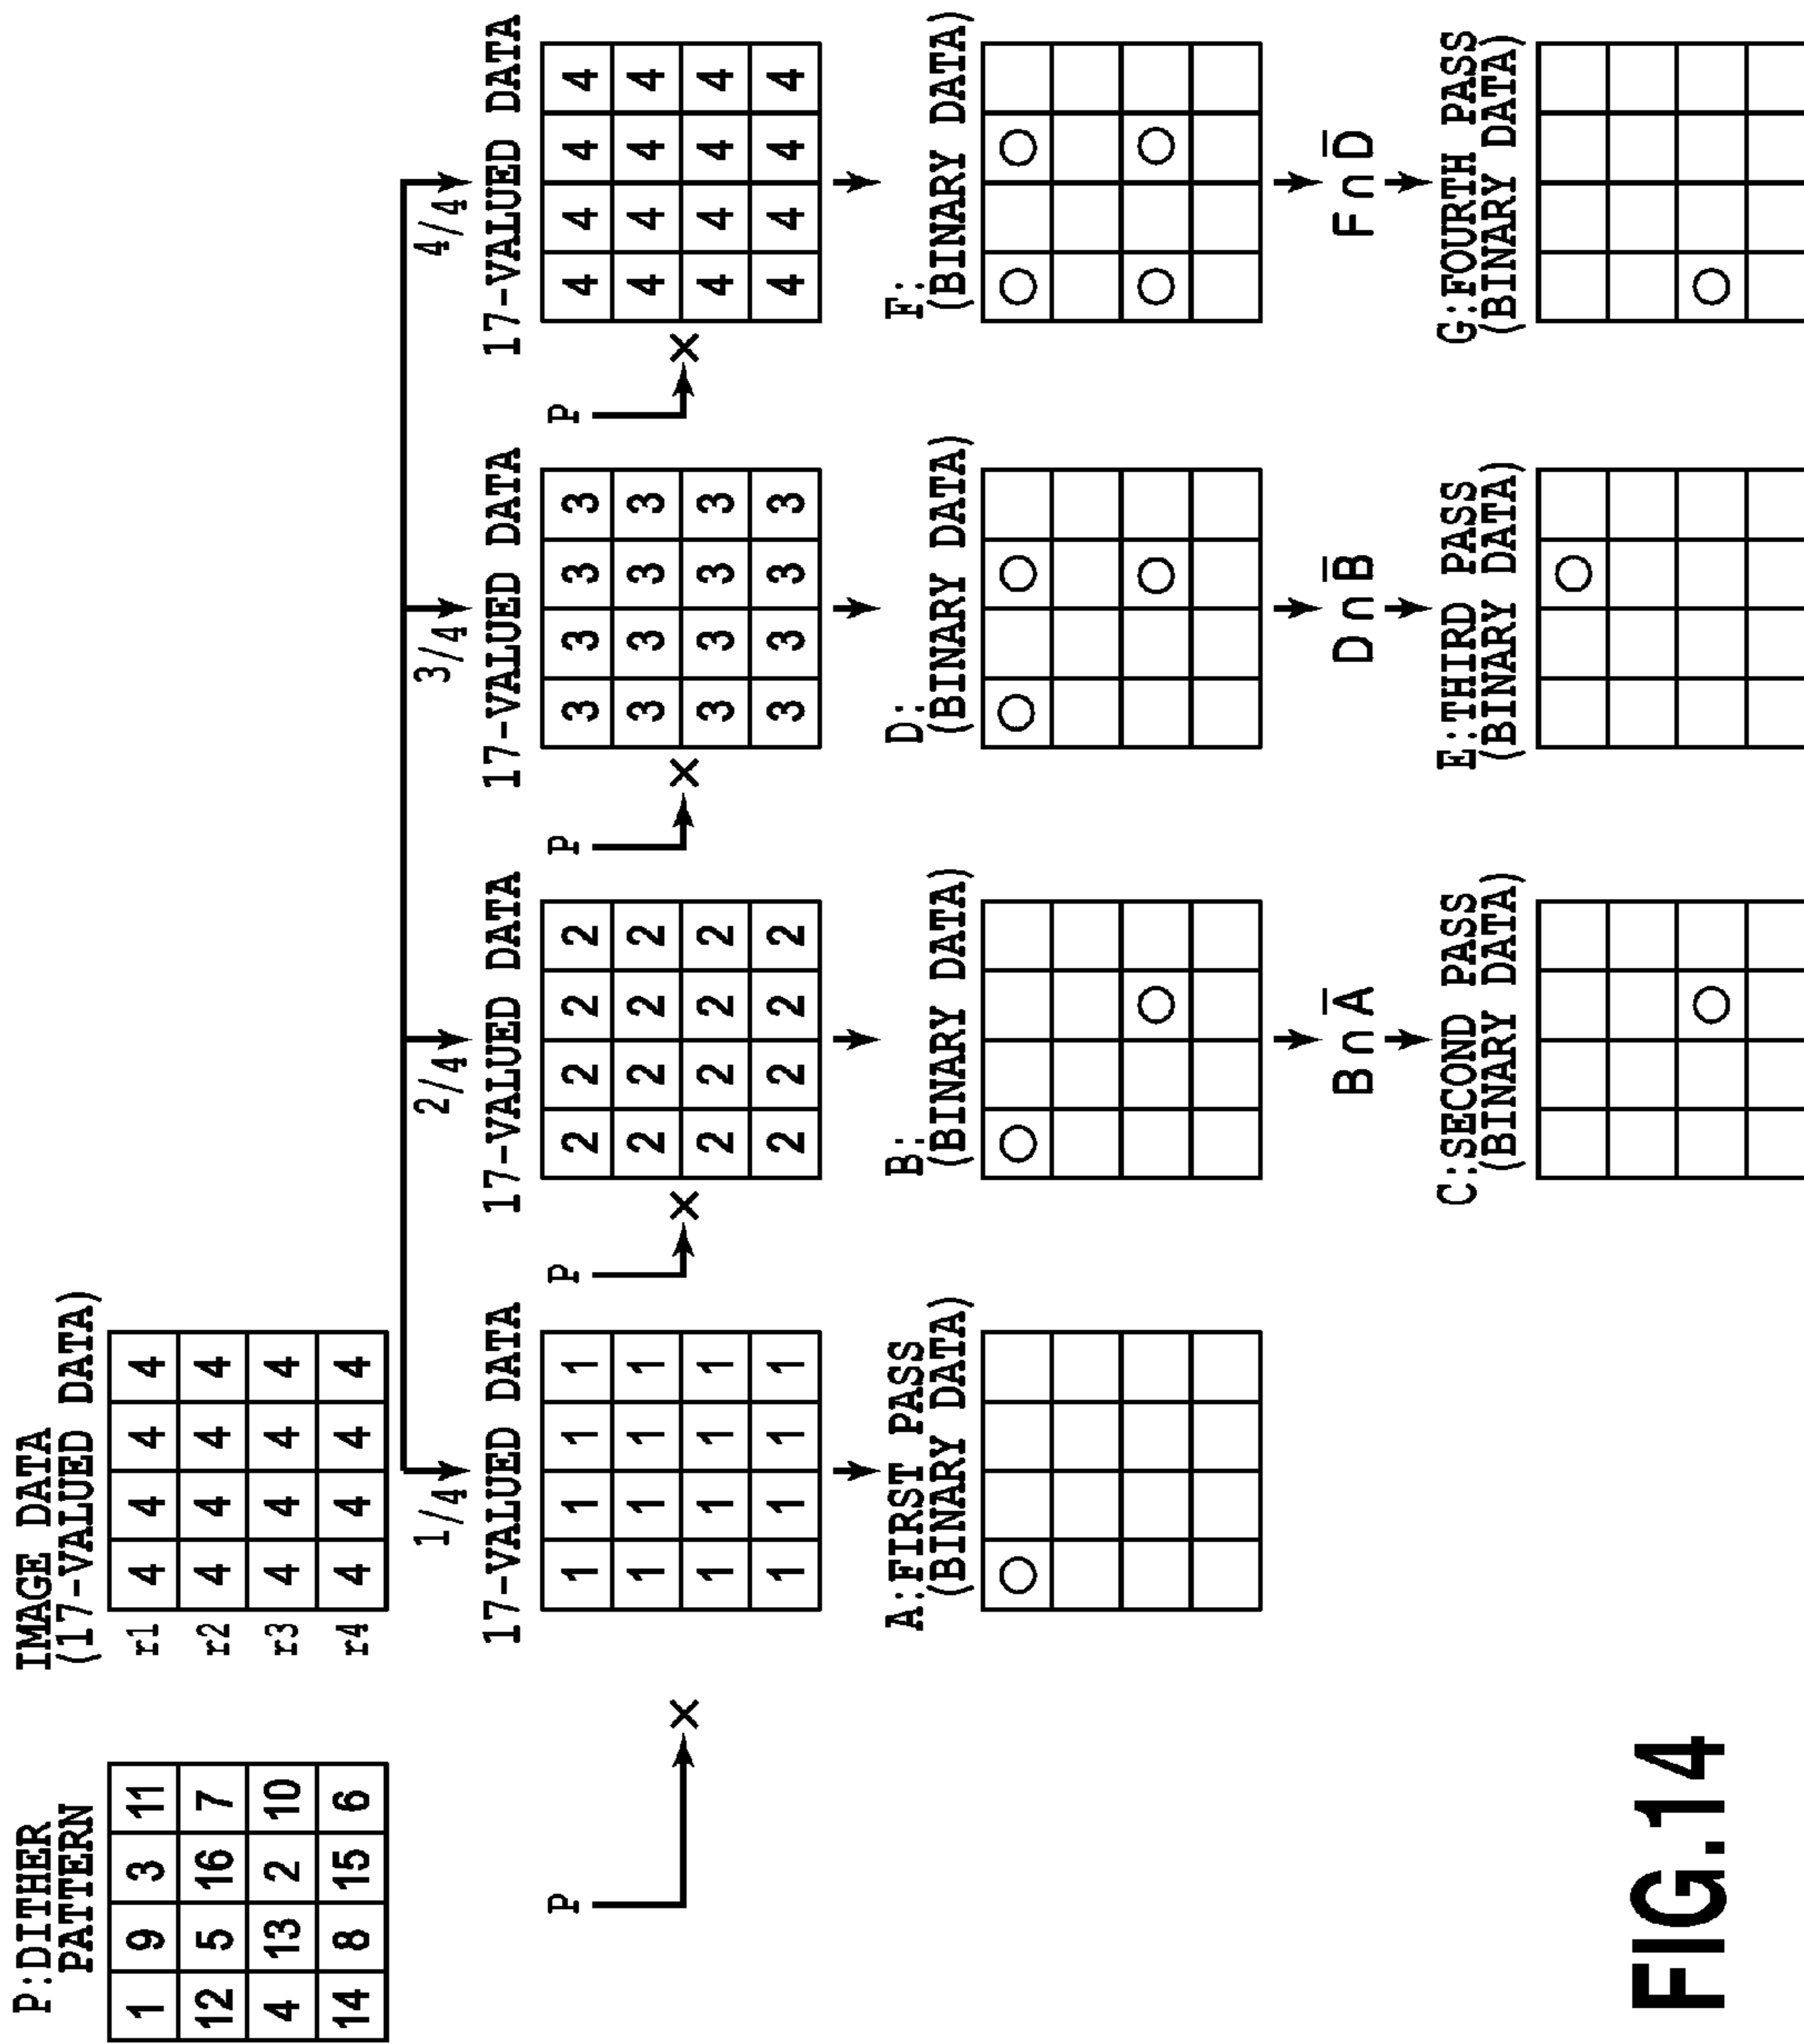 P:DITHER
PATTERN
1 9 3 11
12 5 16 7
4 13 2 10
14 8 15 6
IMAGE DATA
(17-VALUED DATA)
r1 4 4 4 4
r2 4 4 4 4
r3 4 4 4 4
r4 4 4 4 4
1/4
2/4
3/4
4/4
P
×
17-VALUED DATA
1 1 1 1
1 1 1 1
1 1 1 1
1 1 1 1
P
×
17-VALUED DATA
2 2 2 2
2 2 2 2
2 2 2 2
2 2 2 2
P
×
17-VALUED DATA
3 3 3 3
3 3 3 3
3 3 3 3
3 3 3 3
P
×
17-VALUED DATA
4 4 4 4
4 4 4 4
4 4 4 4
4 4 4 4
A:FIRST PASS
(BINARY DATA)
B:
(BINARY DATA)
D:
(BINARY DATA)
F:
(BINARY DATA)
B∩A̅
D∩B̅
F∩D̅
C:SECOND PASS
(BINARY DATA)
E:THIRD PASS
(BINARY DATA)
G:FOURTH PASS
(BINARY DATA)
FIG.14